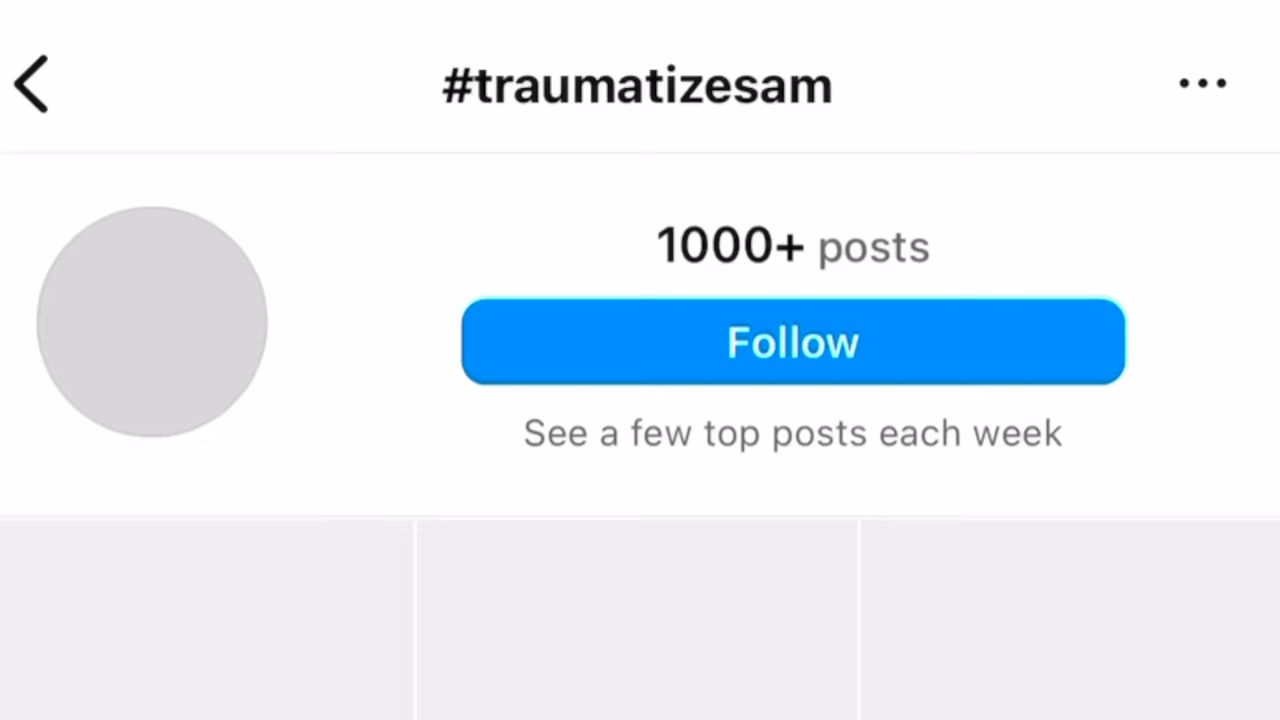 #traumatizesam
1000+ posts
Follow
See a few top posts each week